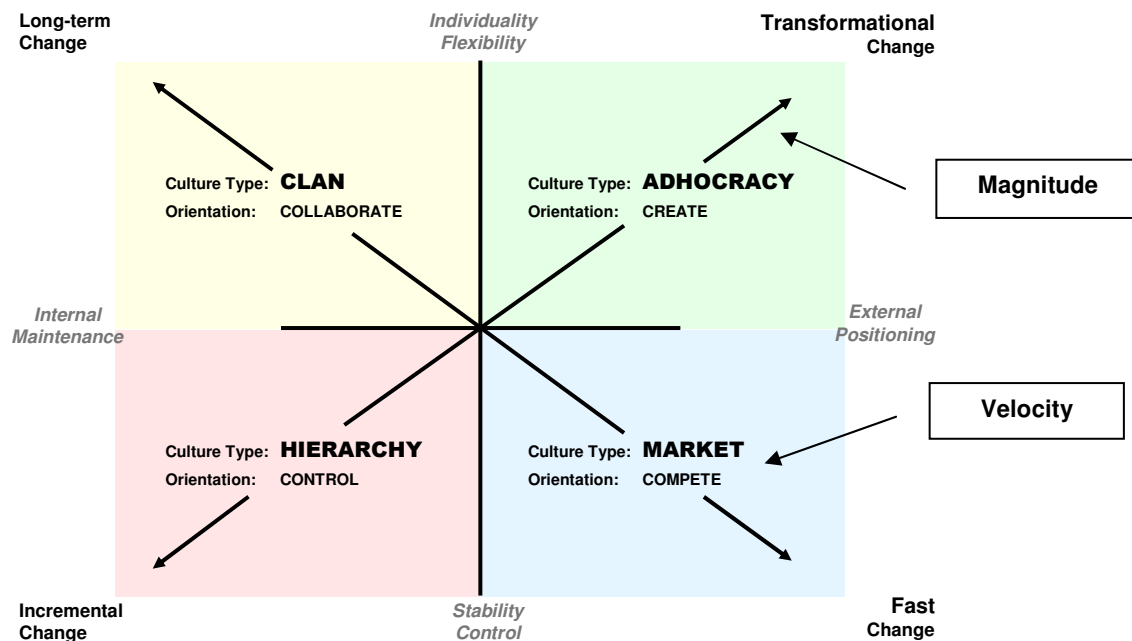 Long-term
Change
Individuality
Flexibility
Transformational
Change
Culture Type: CLAN
Orientation: COLLABORATE
Culture Type: ADHOCRACY
Orientation: CREATE
Magnitude
Internal
Maintenance
External
Positioning
Velocity
Culture Type: HIERARCHY
Orientation: CONTROL
Culture Type: MARKET
Orientation: COMPETE
Incremental
Change
Stability
Control
Fast
Change